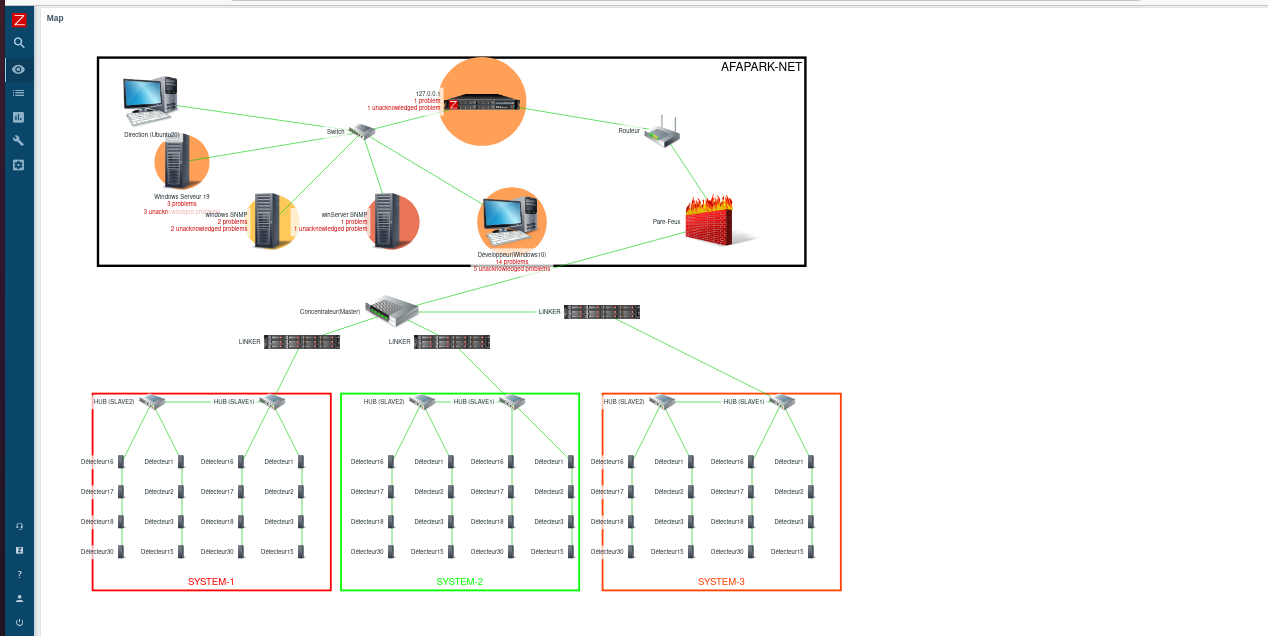 Map
AFAPARK-NET
127.0.0.1
1 problem
1 unacknowledged problem
Direction (Ubuntu20)
Switch
Routeur
Windows Serveur 19
3 problems
3 unacknowledged problems
windows SNMP
2 problems
2 unacknowledged problems
winServer SNMP
1 problem
1 unacknowledged problem
Pare-Feux
Développeur(Windows10)
14 problems
5 unacknowledged problems
Concentrateur(Master)
LINKER
LINKER
LINKER
HUB (SLAVE2) HUB (SLAVE1) HUB (SLAVE2) HUB (SLAVE1) HUB (SLAVE2) HUB (SLAVE1)
Détecteur16 Détecteur1 Détecteur16 Détecteur1 Détecteur16 Détecteur1 Détecteur16 Détecteur1 Détecteur16 Détecteur1 Détecteur16 Détecteur1
Détecteur17 Détecteur2 Détecteur17 Détecteur2 Détecteur17 Détecteur2 Détecteur17 Détecteur2 Détecteur17 Détecteur2 Détecteur17 Détecteur2
Détecteur18 Détecteur3 Détecteur18 Détecteur3 Détecteur18 Détecteur3 Détecteur18 Détecteur3 Détecteur18 Détecteur3 Détecteur18 Détecteur3
Détecteur30 Détecteur15 Détecteur30 Détecteur15 Détecteur30 Détecteur15 Détecteur30 Détecteur15 Détecteur30 Détecteur15 Détecteur30 Détecteur15
SYSTEM-1 SYSTEM-2 SYSTEM-3